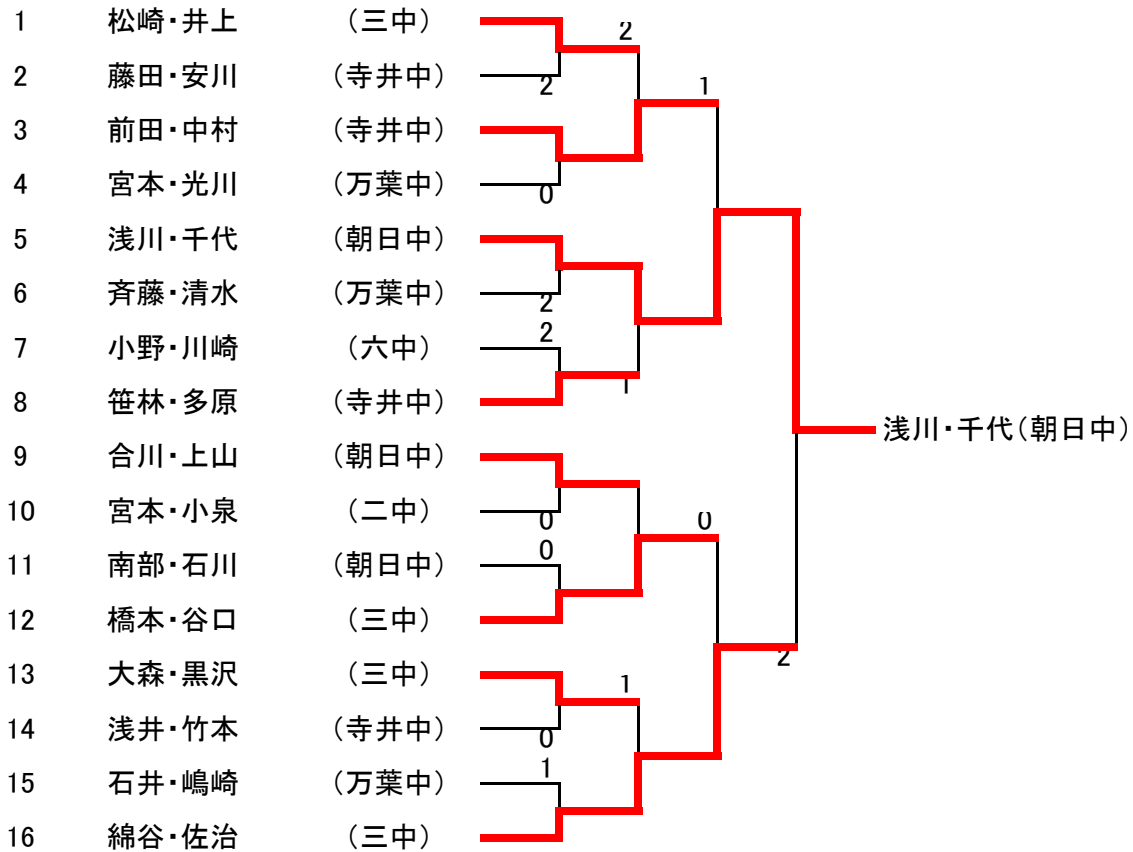 1 松崎・井上 （三中）
2
2 藤田・安川 （寺井中）
2
1
3 前田・中村 （寺井中）
4 宮本・光川 （万葉中）
0
5 浅川・千代 （朝日中）
6 斉藤・清水 （万葉中）
2
7 小野・川崎 （六中）
2
8 笹林・多原 （寺井中）
1
浅川・千代（朝日中）
9 合川・上山 （朝日中）
10 宮本・小泉 （二中）
0
0
11 南部・石川 （朝日中）
0
12 橋本・谷口 （三中）
2
13 大森・黒沢 （三中）
1
14 浅井・竹本 （寺井中）
0
15 石井・嶋崎 （万葉中）
1
16 綿谷・佐治 （三中）